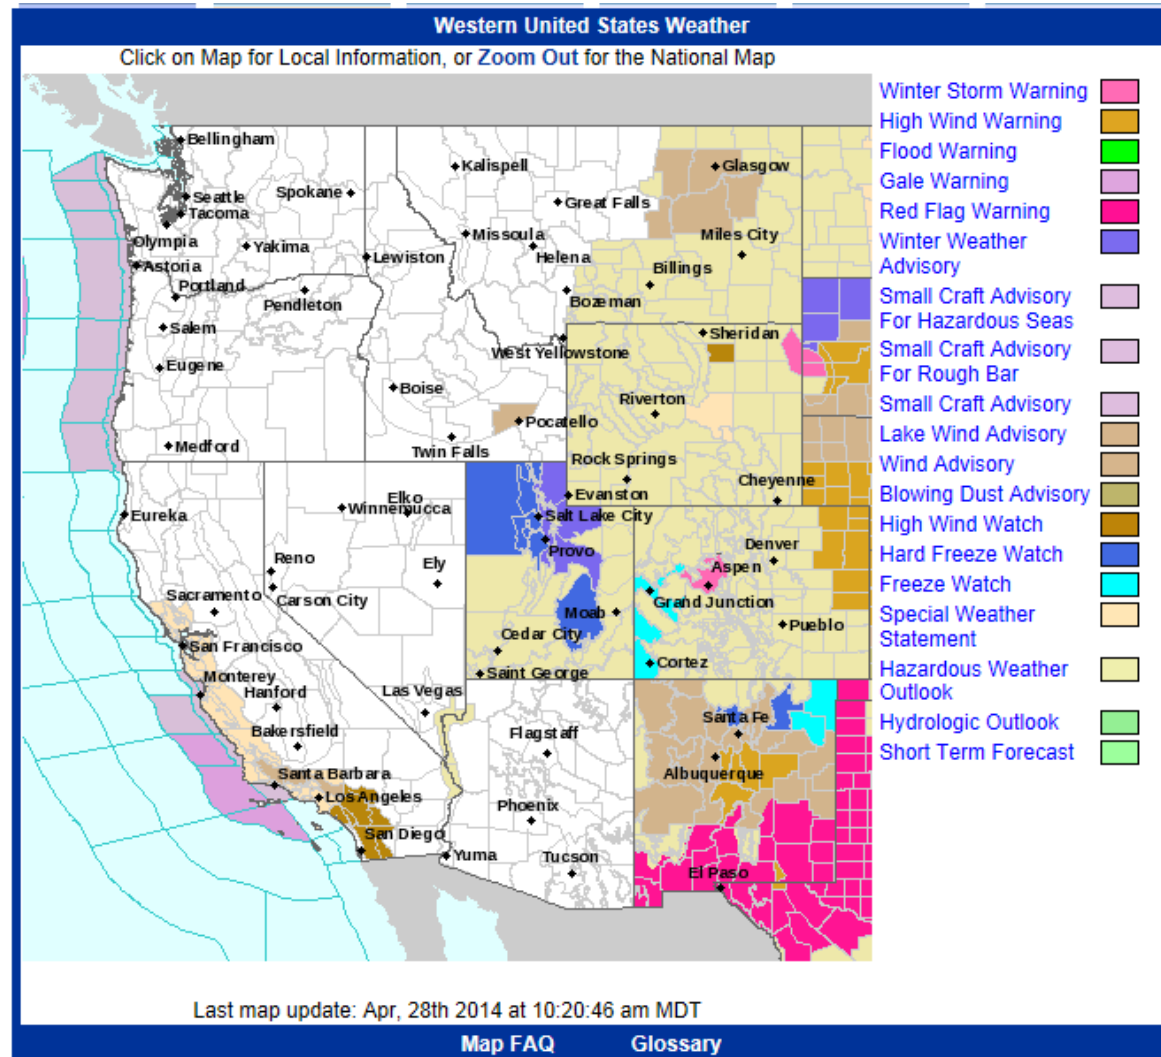 Western United States Weather
Click on Map for Local Information, or Zoom Out for the National Map
Bellingham
Seattle
Tacoma
Olympia
Spokane
Yakima
Astoria
Portland
Pendleton
Lewiston
Salem
Eugene
Medford
Kalispell
Great Falls
Missoula
Helena
Bozeman
Billings
Miles City
Glasgow
West Yellowstone
Sheridan
Boise
Pocatello
Twin Falls
Riverton
Rock Springs
Cheyenne
Evanston
Eureka
Winnemucca
Elko
Salt Lake City
Provo
Reno
Carson City
Ely
Sacramento
San Francisco
Monterey
Hanford
Bakersfield
Las Vegas
Santa Barbara
Los Angeles
San Diego
Moab
Cedar City
Saint George
Denver
Aspen
Grand Junction
Pueblo
Cortez
Flagstaff
Phoenix
Yuma
Tucson
Santa Fe
Albuquerque
El Paso
Winter Storm Warning
High Wind Warning
Flood Warning
Gale Warning
Red Flag Warning
Winter Weather
Advisory
Small Craft Advisory
For Hazardous Seas
Small Craft Advisory
For Rough Bar
Small Craft Advisory
Lake Wind Advisory
Wind Advisory
Blowing Dust Advisory
High Wind Watch
Hard Freeze Watch
Freeze Watch
Special Weather
Statement
Hazardous Weather
Outlook
Hydrologic Outlook
Short Term Forecast
Last map update: Apr, 28th 2014 at 10:20:46 am MDT
Map FAQ Glossary